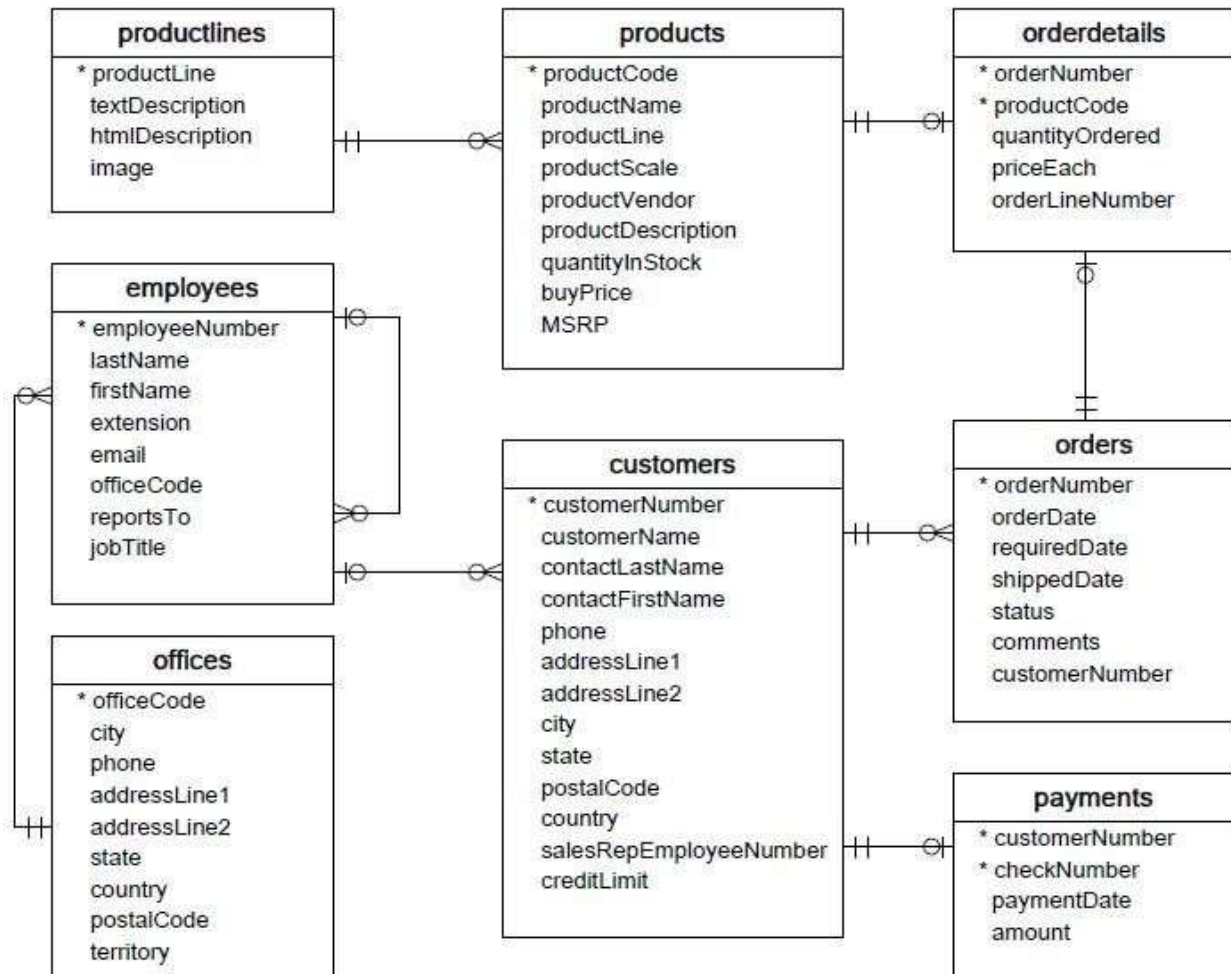 productlines
* productLine
textDescription
htmlDescription
image
products
* productCode
productName
productLine
productScale
productVendor
productDescription
quantityInStock
buyPrice
MSRP
orderdetails
* orderNumber
* productCode
quantityOrdered
priceEach
orderLineNumber
employees
* employeeNumber
lastName
firstName
extension
email
officeCode
reportsTo
jobTitle
customers
* customerNumber
customerName
contactLastName
contactFirstName
phone
addressLine1
addressLine2
city
state
postalCode
country
salesRepEmployeeNumber
creditLimit
orders
* orderNumber
orderDate
requiredDate
shippedDate
status
comments
customerNumber
offices
* officeCode
city
phone
addressLine1
addressLine2
state
country
postalCode
territory
payments
* customerNumber
* checkNumber
paymentDate
amount